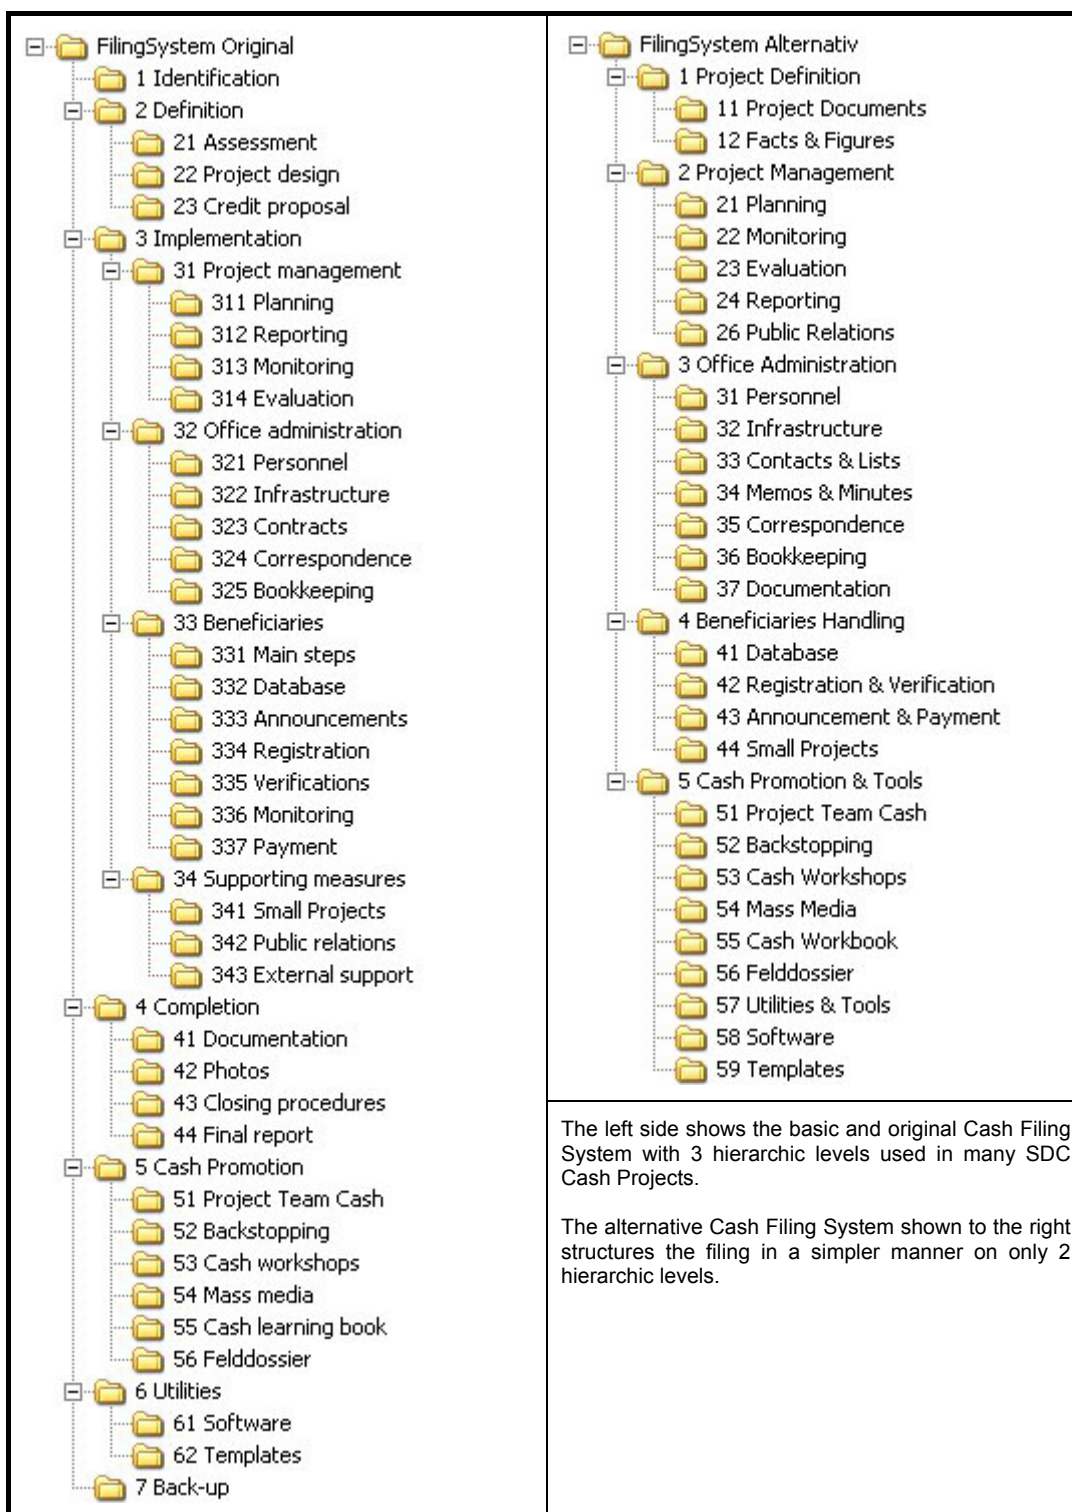 FilingSystem Original
1 Identification
2 Definition
21 Assessment
22 Project design
23 Credit proposal
3 Implementation
31 Project management
311 Planning
312 Reporting
313 Monitoring
314 Evaluation
32 Office administration
321 Personnel
322 Infrastructure
323 Contracts
324 Correspondence
325 Bookkeeping
33 Beneficiaries
331 Main steps
332 Database
333 Announcements
334 Registration
335 Verifications
336 Monitoring
337 Payment
34 Supporting measures
341 Small Projects
342 Public relations
343 External support
4 Completion
41 Documentation
42 Photos
43 Closing procedures
44 Final report
5 Cash Promotion
51 Project Team Cash
52 Backstopping
53 Cash workshops
54 Mass media
55 Cash learning book
56 Felddossier
6 Utilities
61 Software
62 Templates
7 Back-up
FilingSystem Alternativ
1 Project Definition
11 Project Documents
12 Facts & Figures
2 Project Management
21 Planning
22 Monitoring
23 Evaluation
24 Reporting
26 Public Relations
3 Office Administration
31 Personnel
32 Infrastructure
33 Contacts & Lists
34 Memos & Minutes
35 Correspondence
36 Bookkeeping
37 Documentation
4 Beneficiaries Handling
41 Database
42 Registration & Verification
43 Announcement & Payment
44 Small Projects
5 Cash Promotion & Tools
51 Project Team Cash
52 Backstopping
53 Cash Workshops
54 Mass Media
55 Cash Workbook
56 Felddossier
57 Utilities & Tools
58 Software
59 Templates
The left side shows the basic and original Cash Filing
System with 3 hierarchic levels used in many SDC
Cash Projects.
The alternative Cash Filing System shown to the right
structures the filing in a simpler manner on only 2
hierarchic levels.